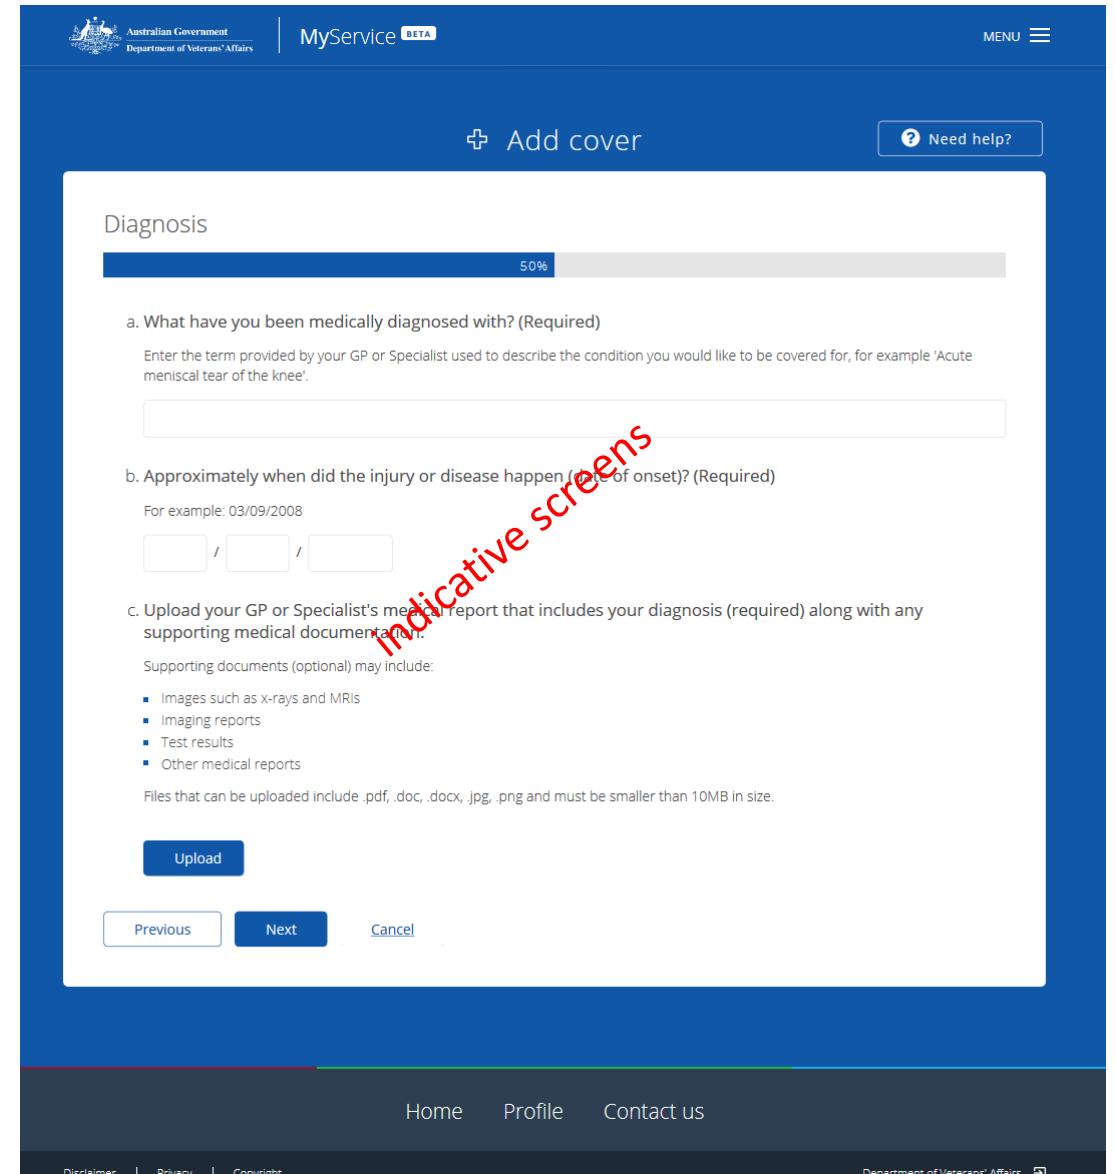 Australian Government
Department of Veterans' Affairs
MyService BETA
MENU
Add cover
Need help?
Diagnosis
50%
a. What have you been medically diagnosed with? (Required)
Enter the term provided by your GP or Specialist used to describe the condition you would like to be covered for, for example 'Acute
meniscal tear of the knee'.
b. Approximately when did the injury or disease happen (date of onset)? (Required)
For example: 03/09/2008
/ /
indicative screens
c. Upload your GP or Specialist's medical report that includes your diagnosis (required) along with any
supporting medical documentation.
Supporting documents (optional) may include:
Images such as x-rays and MRIs
Imaging reports
Test results
Other medical reports
Files that can be uploaded include .pdf, .doc, .docx, .jpg, .png and must be smaller than 10MB in size.
Upload
Previous Next Cancel
Home Profile Contact us
Disclaimer | Privacy | Copyright Department of Veterans' Affairs